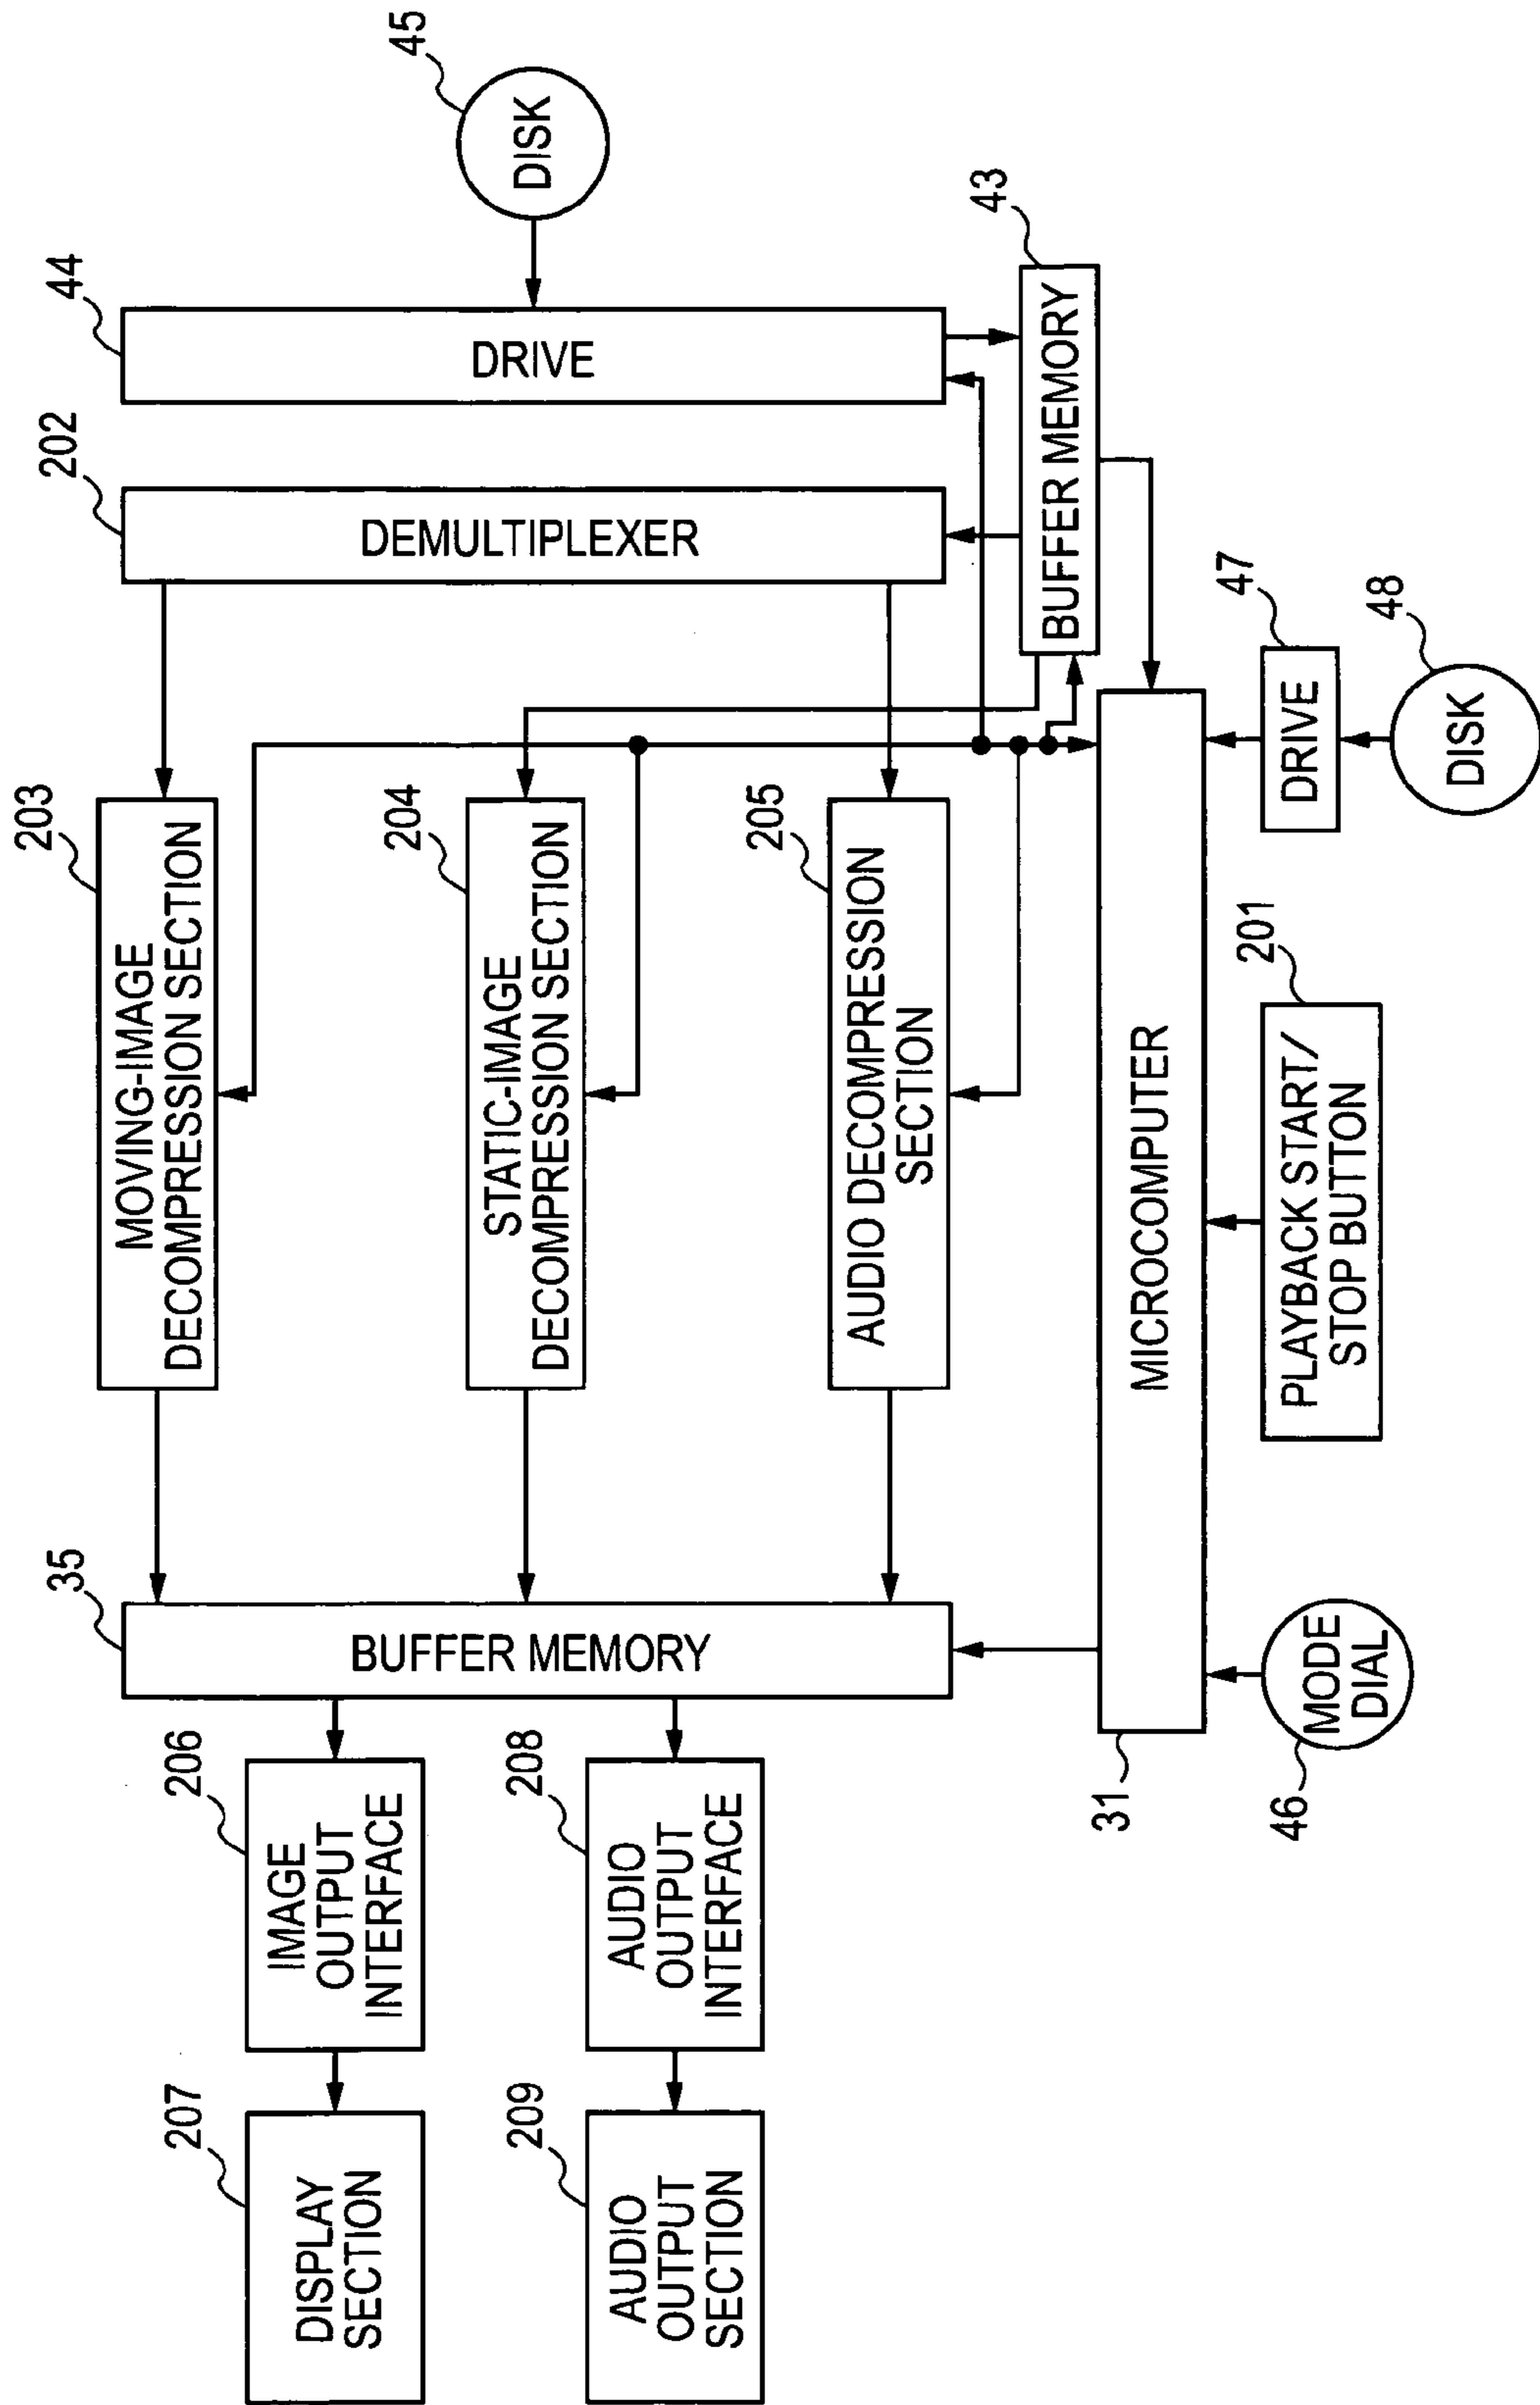 207
DISPLAY
SECTION
206
IMAGE
OUTPUT
INTERFACE
209
AUDIO
OUTPUT
SECTION
208
AUDIO
OUTPUT
INTERFACE
35
BUFFER MEMORY
203
MOVING-IMAGE
DECOMPRESSION SECTION
204
STATIC-IMAGE
DECOMPRESSION SECTION
205
AUDIO DECOMPRESSION
SECTION
202
DEMULTIPLEXER
44
DRIVE
45
DISK
43
BUFFER MEMORY
31
MICROCOMPUTER
46
MODE
DIAL
201
PLAYBACK START/
STOP BUTTON
47
DRIVE
48
DISK